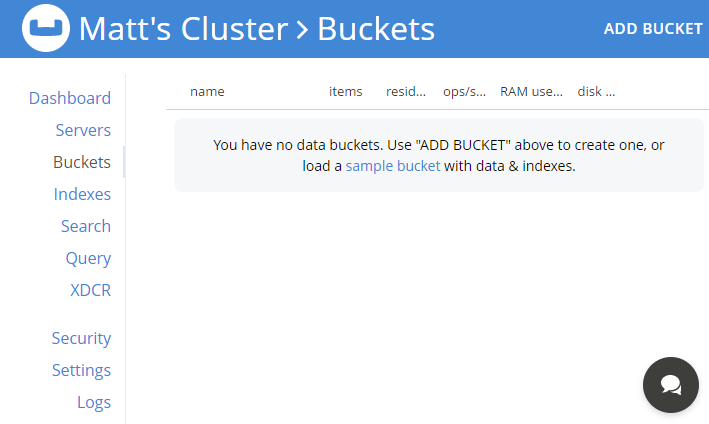 Matt's Cluster > Buckets
ADD BUCKET
Dashboard
Servers
Buckets
Indexes
Search
Query
XDCR
Security
Settings
Logs
name items resid... ops/s... RAM use... disk ...
You have no data buckets. Use "ADD BUCKET" above to create one, or
load a sample bucket with data & indexes.